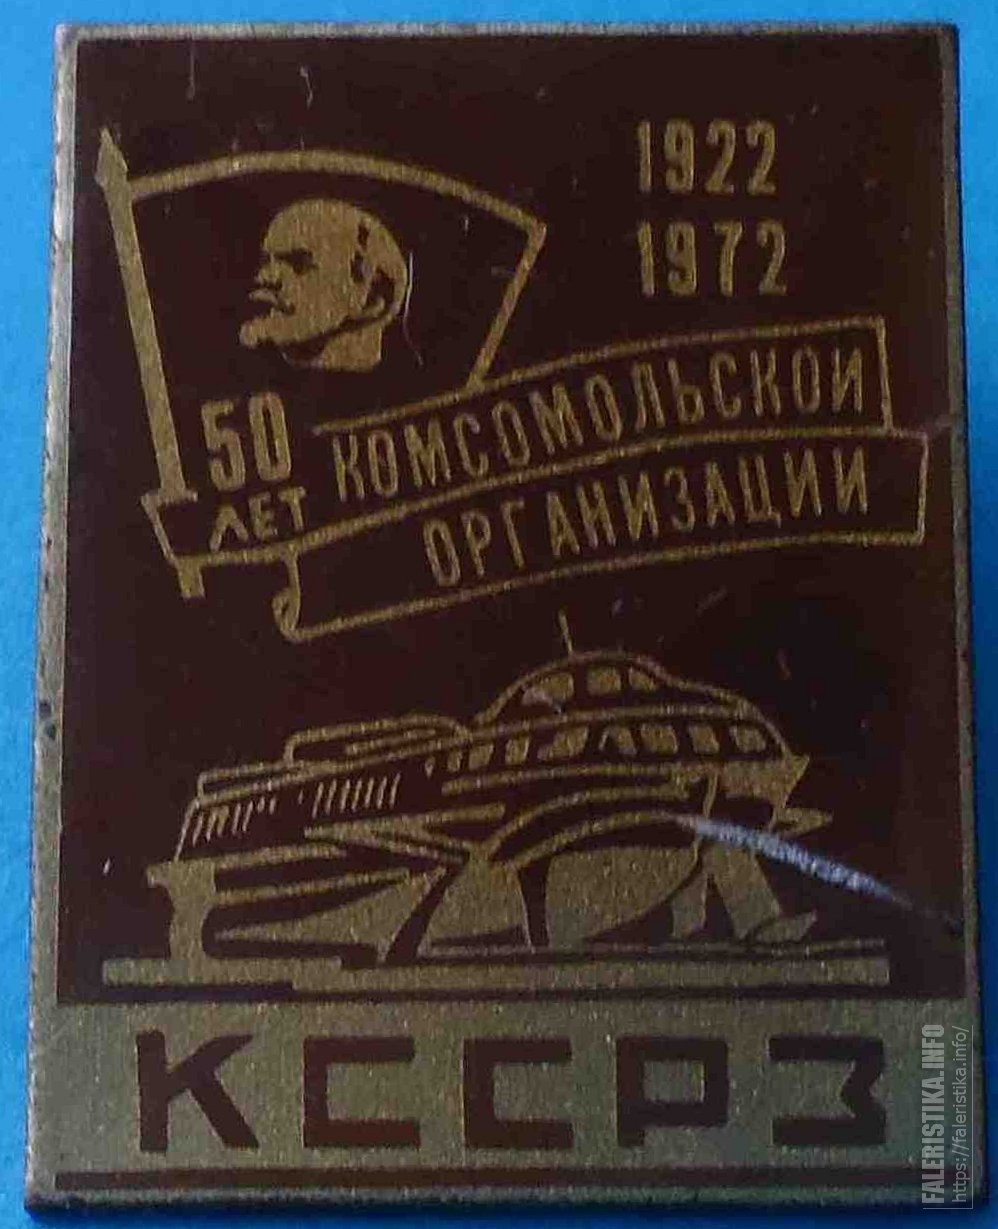 1922
1972
50
ЛЕТ
КОМСОМОЛЬСКОЙ
ОРГАНИЗАЦИИ
КССРЗ
FALERISTIKA.INFO
https://faleristika.info/